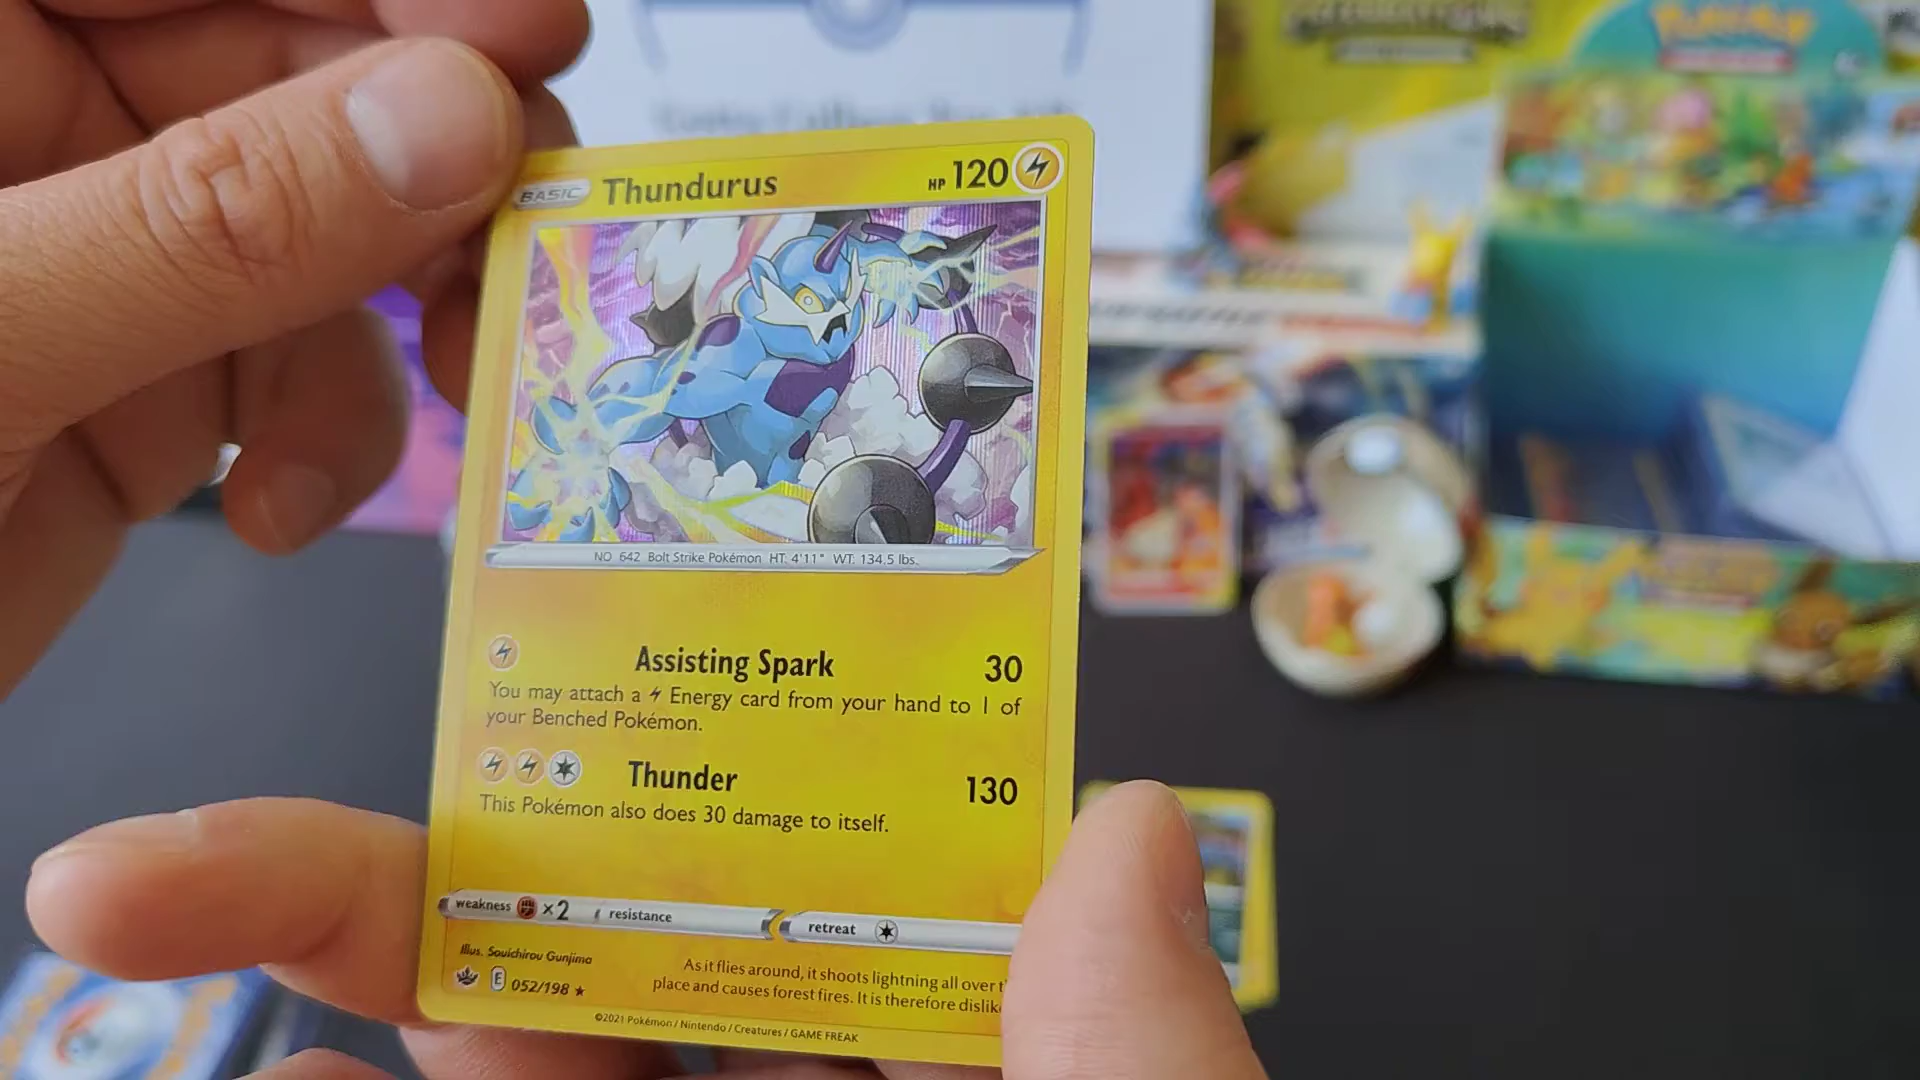 BASIC Thundurus HP 120
NO 642 Bolt Strike Pokémon HT: 4'11" WT: 134.5 lbs.
Assisting Spark 30
You may attach a Energy card from your hand to 1 of
your Benched Pokémon.
Thunder 130
This Pokémon also does 30 damage to itself.
weakness ×2 resistance retreat
Illus. Souichirou Gunjima
E 052/198 ★
As it flies around, it shoots lightning all over
place and causes forest fires. It is therefore
©2021 Pokémon / Nintendo / Creatures / GAME FREAK
POKÉMON